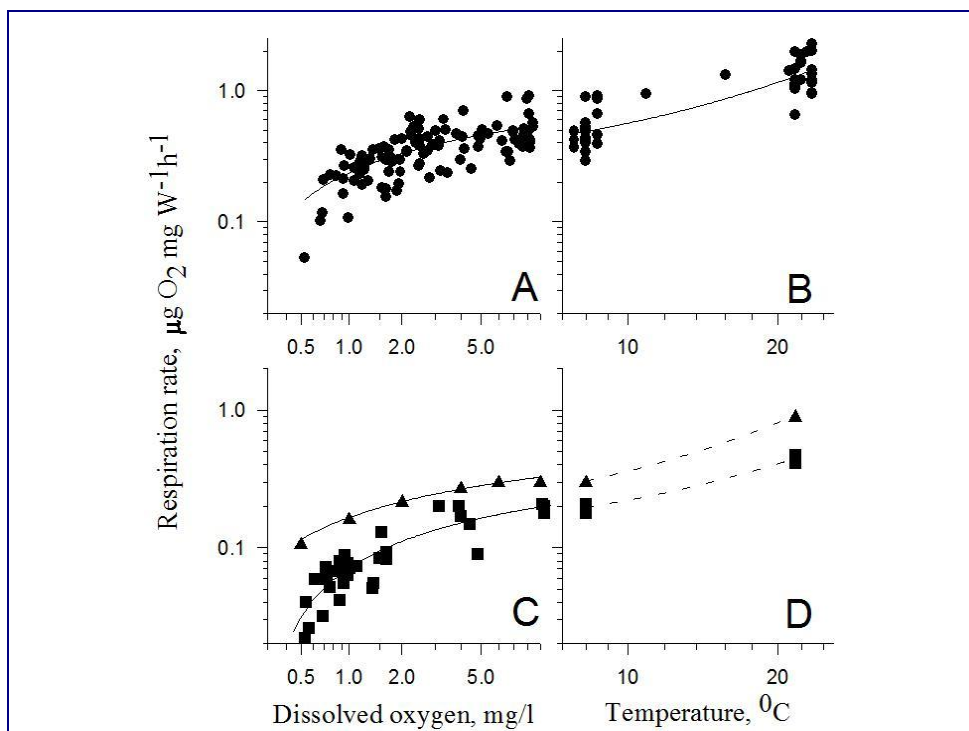 Respiration rate, μg O2 mg W-1h-1
1.0
0.1
A
B
0.5 1.0 2.0 5.0
10 20
1.0
0.1
C
D
0.5 1.0 2.0 5.0
10 20
Dissolved oxygen, mg/l
Temperature, 0C